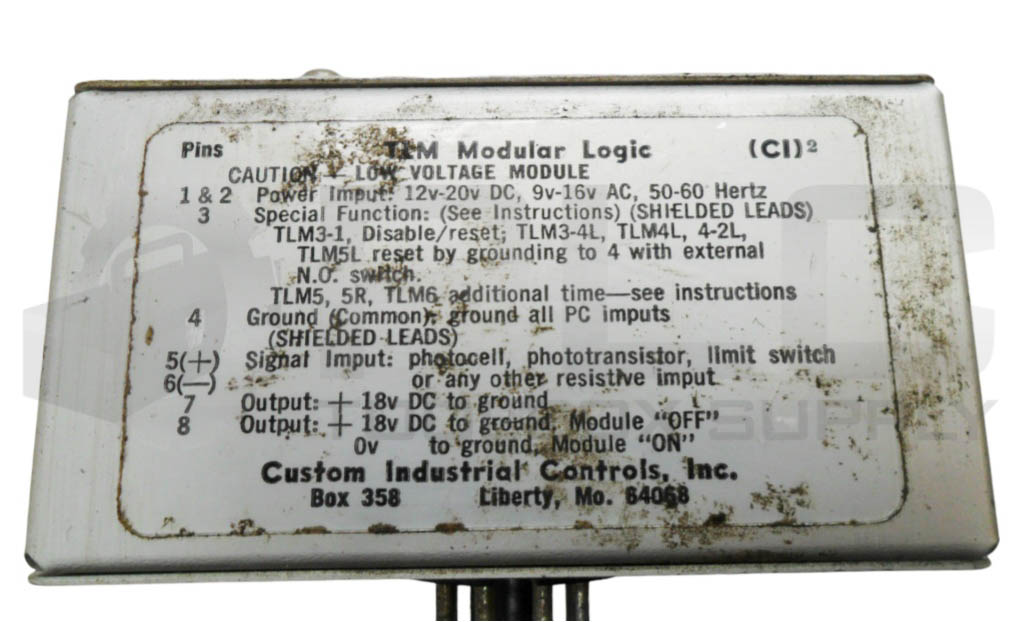 Pins TLM Modular Logic (CI)²
CAUTION – LOW VOLTAGE MODULE
1 & 2 Power Imput: 12v-20v DC, 9v-16v AC, 50-60 Hertz
3 Special Function: (See Instructions) (SHIELDED LEADS)
TLM3-1, Disable/reset; TLM3-4L, TLM4L, 4-2L,
TLM5L reset by grounding to 4 with external
N.O. switch.
TLM5, 5R, TLM6 additional time—see instructions
4 Ground (Common): ground all PC imputs
(SHIELDED LEADS)
5(+) Signal Imput: photocell, phototransistor, limit switch
6(—) or any other resistive imput
7 Output: + 18v DC to ground
8 Output: + 18v DC to ground, Module "OFF"
0v to ground, Module "ON"
Custom Industrial Controls, Inc.
Box 358 Liberty, Mo. 64068